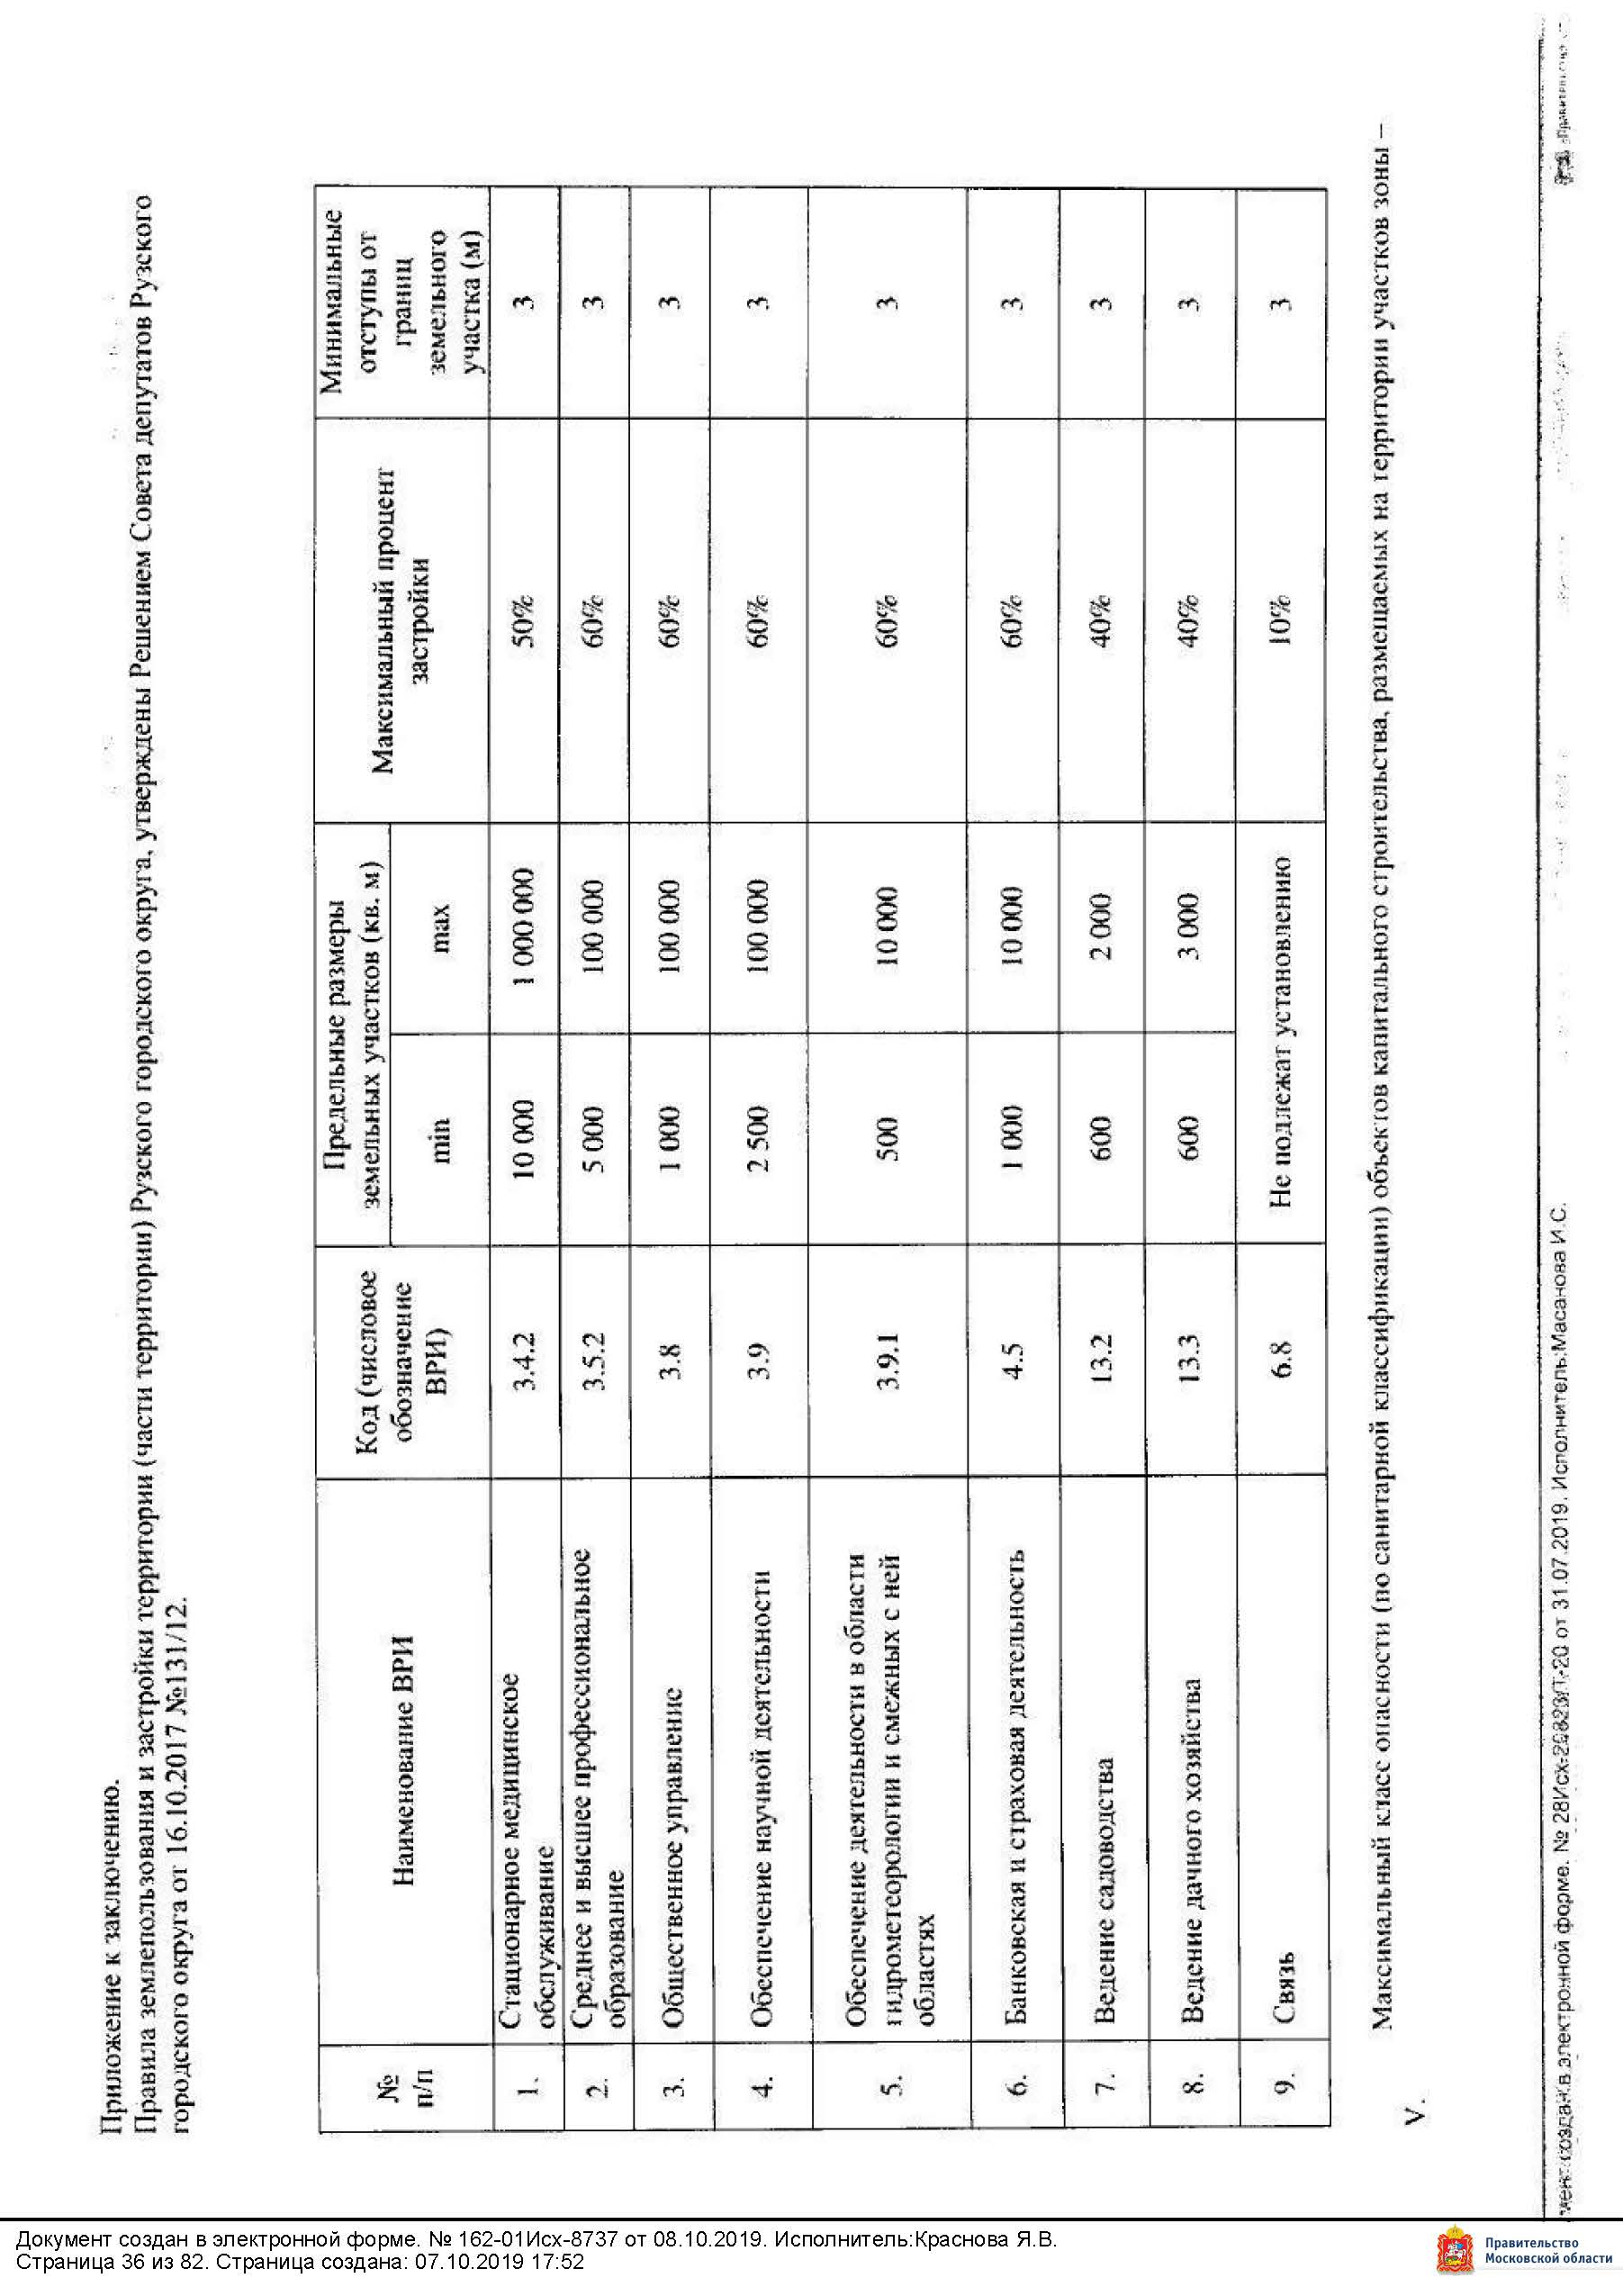 Приложение к заключению.
Правила землепользования и застройки территории (части территории) Рузского городского округа, утверждены Решением Совета депутатов Рузского
городского округа от 16.10.2017 №131/12.
№
п/п
Наименование ВРИ
Код (числовое
обозначение
ВРИ)
Предельные размеры
земельных участков (кв. м)
min
max
Максимальный процент
застройки
Минимальные
отступы от
границ
земельного
участка (м)
1.
Стационарное медицинское
обслуживание
3.4.2
10 000
1 000 000
50%
3
2.
Среднее и высшее профессиональное
образование
3.5.2
5 000
100 000
60%
3
3.
Общественное управление
3.8
1 000
100 000
60%
3
4.
Обеспечение научной деятельности
3.9
2 500
100 000
60%
3
5.
Обеспечение деятельности в области
гидрометеорологии и смежных с ней
областях
3.9.1
500
10 000
60%
3
6.
Банковская и страховая деятельность
4.5
1 000
10 000
60%
3
7.
Ведение садоводства
13.2
600
2 000
40%
3
8.
Ведение дачного хозяйства
13.3
600
3 000
40%
3
9.
Связь
6.8
Не подлежат установлению
10%
3
Максимальный класс опасности (по санитарной классификации) объектов капитального строительства, размещаемых на территории участков зоны –
V.
создан в электронной форме. № от 31.07.2019. Исполнитель:Масанова И.С.
Документ создан в электронной форме. № 162-01Исх-8737 от 08.10.2019. Исполнитель:Краснова Я.В.
Страница 36 из 82. Страница создана: 07.10.2019 17:52
Правительство
Московской области